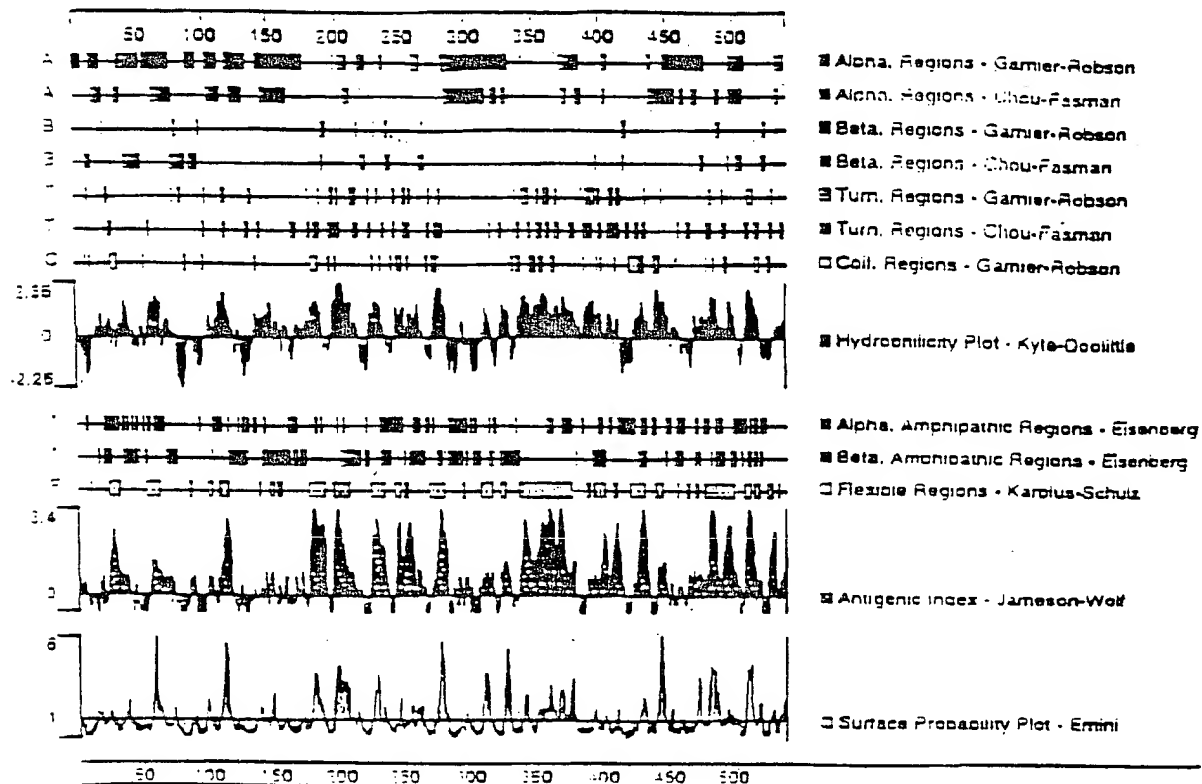 50 100 150 200 250 300 350 400 450 500
A Alpha, Regions - Garnier-Robson
A Alpha, Regions - Chou-Fasman
B Beta, Regions - Garnier-Robson
B Beta, Regions - Chou-Fasman
T Turn, Regions - Garnier-Robson
T Turn, Regions - Chou-Fasman
C Coil, Regions - Garnier-Robson
0
-2.25
Hydrophilicity Plot - Kyte-Doolittle
Alpha, Amphipathic Regions - Eisenberg
Beta, Amphipathic Regions - Eisenberg
F Flexible Regions - Karplus-Schulz
3.4
0
Antigenic Index - Jameson-Wolf
6
1
Surface Probability Plot - Emini
50 100 150 200 250 300 350 400 450 500